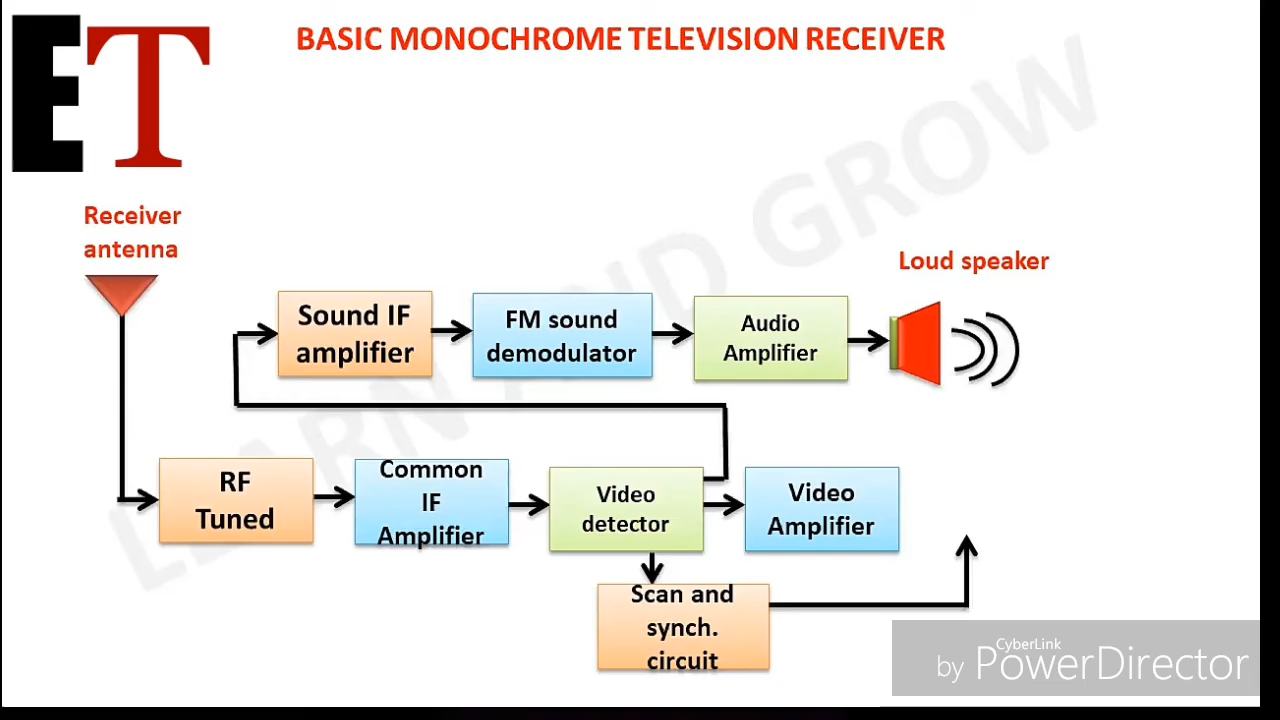 ET
BASIC MONOCHROME TELEVISION RECEIVER
LEARN AND GROW
Receiver
antenna
Loud speaker
Sound IF
amplifier
FM sound
demodulator
Audio
Amplifier
RF
Tuned
Common
IF
Amplifier
Video
detector
Video
Amplifier
Scan and
synch.
circuit
by CyberLink
PowerDirector